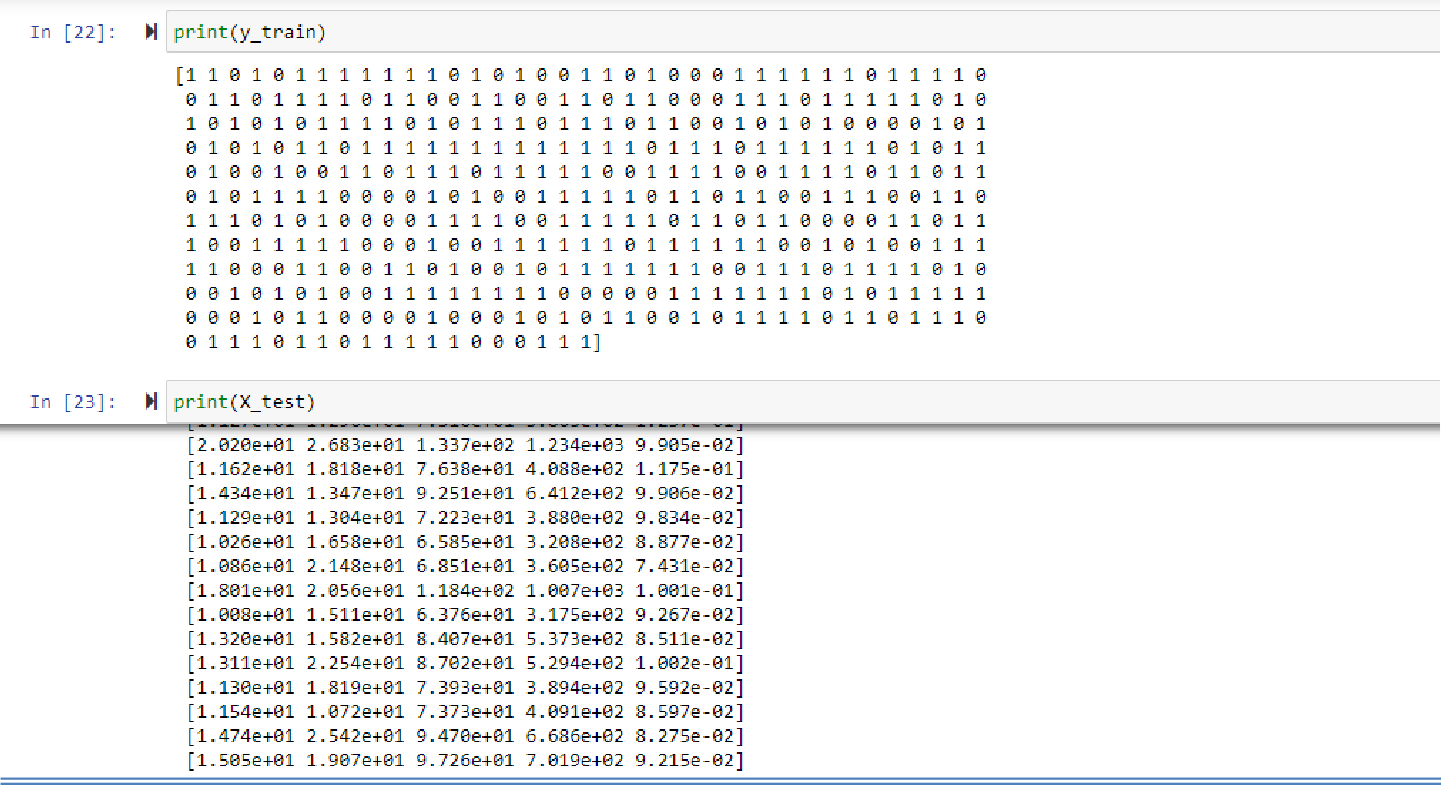 In [22]: print(y_train)
[1 1 0 1 0 1 1 1 1 1 1 1 0 1 0 1 0 0 1 1 0 1 0 0 0 1 1 1 1 1 1 0 1 1 1 1 0
0 1 1 0 1 1 1 1 0 1 1 0 0 1 1 0 0 1 1 0 1 1 0 0 0 1 1 1 0 1 1 1 1 1 0 1 0
1 0 1 0 1 0 1 1 1 1 0 1 0 1 1 1 0 1 1 1 0 1 1 0 0 1 0 1 0 1 0 0 0 0 1 0 1
0 1 0 1 0 1 1 0 1 1 1 1 1 1 1 1 1 1 1 1 1 0 1 1 1 0 1 1 1 1 1 1 0 1 0 1 1
0 1 0 0 1 0 0 1 1 0 1 1 1 0 1 1 1 1 1 0 0 1 1 1 1 0 0 1 1 1 1 0 1 1 0 1 1
0 1 0 1 1 1 1 0 0 0 0 1 0 1 0 0 1 1 1 1 1 0 1 1 0 1 1 0 0 1 1 1 0 0 1 1 0
1 1 1 0 1 0 1 0 0 0 0 1 1 1 1 0 0 1 1 1 1 1 0 1 1 0 1 1 0 0 0 0 1 1 0 1 1
1 0 0 1 1 1 1 1 0 0 0 1 0 0 1 1 1 1 1 1 0 1 1 1 1 1 1 0 0 1 0 1 0 0 1 1 1
1 1 0 0 0 1 1 0 0 1 1 0 1 0 0 1 0 1 1 1 1 1 1 1 0 0 1 1 1 0 1 1 1 1 0 1 0
0 0 1 0 1 0 1 0 0 1 1 1 1 1 1 1 1 0 0 0 0 0 1 1 1 1 1 1 1 0 1 0 1 1 1 1 1
0 0 0 1 0 1 1 0 0 0 0 1 0 0 0 1 0 1 0 1 1 0 0 1 0 1 1 1 1 0 1 1 0 1 1 1 0
0 1 1 1 0 1 1 0 1 1 1 1 1 0 0 0 1 1 1]
In [23]: print(X_test)
[2.020e+01 2.683e+01 1.337e+02 1.234e+03 9.905e-02]
[1.162e+01 1.818e+01 7.638e+01 4.088e+02 1.175e-01]
[1.434e+01 1.347e+01 9.251e+01 6.412e+02 9.906e-02]
[1.129e+01 1.304e+01 7.223e+01 3.880e+02 9.834e-02]
[1.026e+01 1.658e+01 6.585e+01 3.208e+02 8.877e-02]
[1.086e+01 2.148e+01 6.851e+01 3.605e+02 7.431e-02]
[1.801e+01 2.056e+01 1.184e+02 1.007e+03 1.001e-01]
[1.008e+01 1.511e+01 6.376e+01 3.175e+02 9.267e-02]
[1.320e+01 1.582e+01 8.407e+01 5.373e+02 8.511e-02]
[1.311e+01 2.254e+01 8.702e+01 5.294e+02 1.002e-01]
[1.130e+01 1.819e+01 7.393e+01 3.894e+02 9.592e-02]
[1.154e+01 1.072e+01 7.373e+01 4.091e+02 8.597e-02]
[1.474e+01 2.542e+01 9.470e+01 6.686e+02 8.275e-02]
[1.505e+01 1.907e+01 9.726e+01 7.019e+02 9.215e-02]